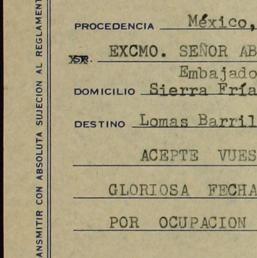 PROCEDENCIA México,
EXCMO. SEÑOR AB
Embajado
DOMICILIO Sierra Fría
DESTINO Lomas Barril
ACEPTE VUES
GLORIOSA FECHA
POR OCUPACION
ANSMITIR CON ABSOLUTA SUJECION AL REGLAMENT